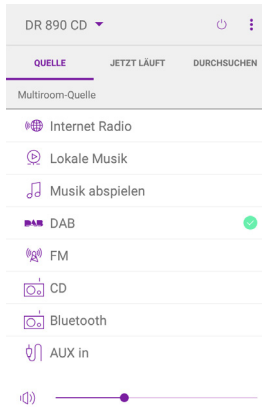 DR 890 CD
QUELLE JETZT LÄUFT DURCHSUCHEN
Multiroom-Quelle
Internet Radio
Lokale Musik
Musik abspielen
DAB DAB
FM
CD
Bluetooth
AUX in